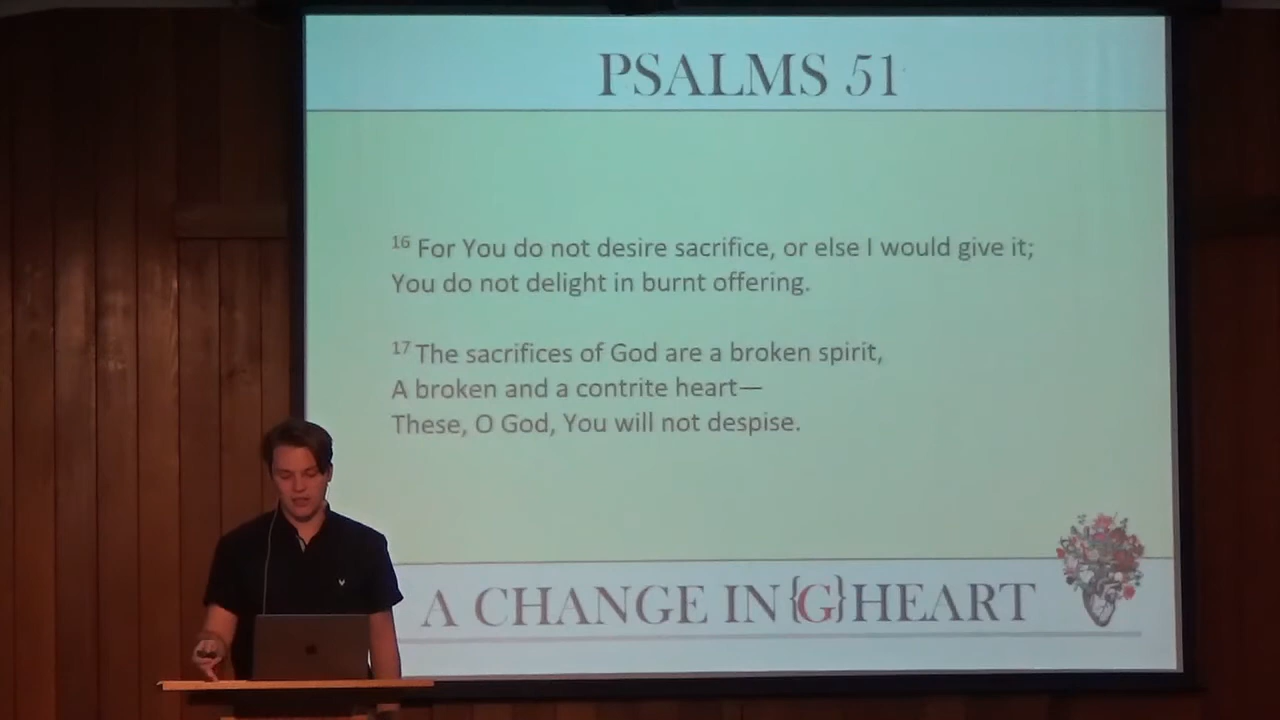 PSALMS 51
16 For You do not desire sacrifice, or else I would give it;
You do not delight in burnt offering.
17 The sacrifices of God are a broken spirit,
A broken and a contrite heart—
These, O God, You will not despise.
A CHANGE IN {G} HEART